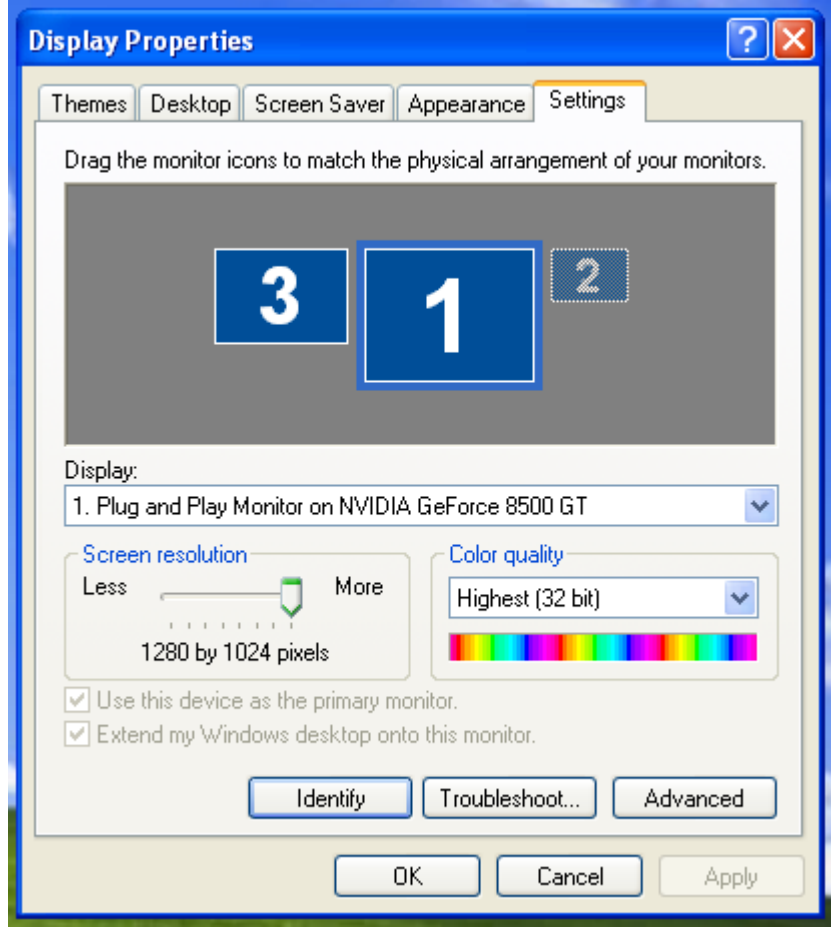 Display Properties
Themes Desktop Screen Saver Appearance Settings
Drag the monitor icons to match the physical arrangement of your monitors.
3 1 2
Display:
1. Plug and Play Monitor on NVIDIA GeForce 8500 GT
Screen resolution Color quality
Less More Highest (32 bit)
1280 by 1024 pixels
Use this device as the primary monitor.
Extend my Windows desktop onto this monitor.
Identify Troubleshoot... Advanced
OK Cancel Apply